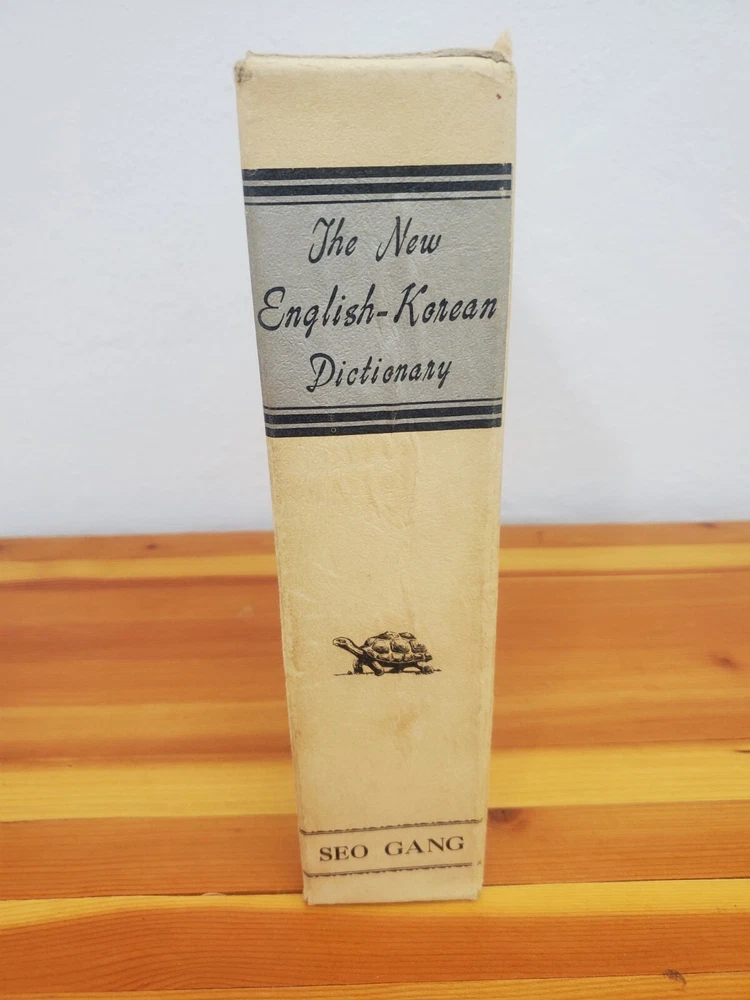 The New
English-Korean
Dictionary
SEO GANG